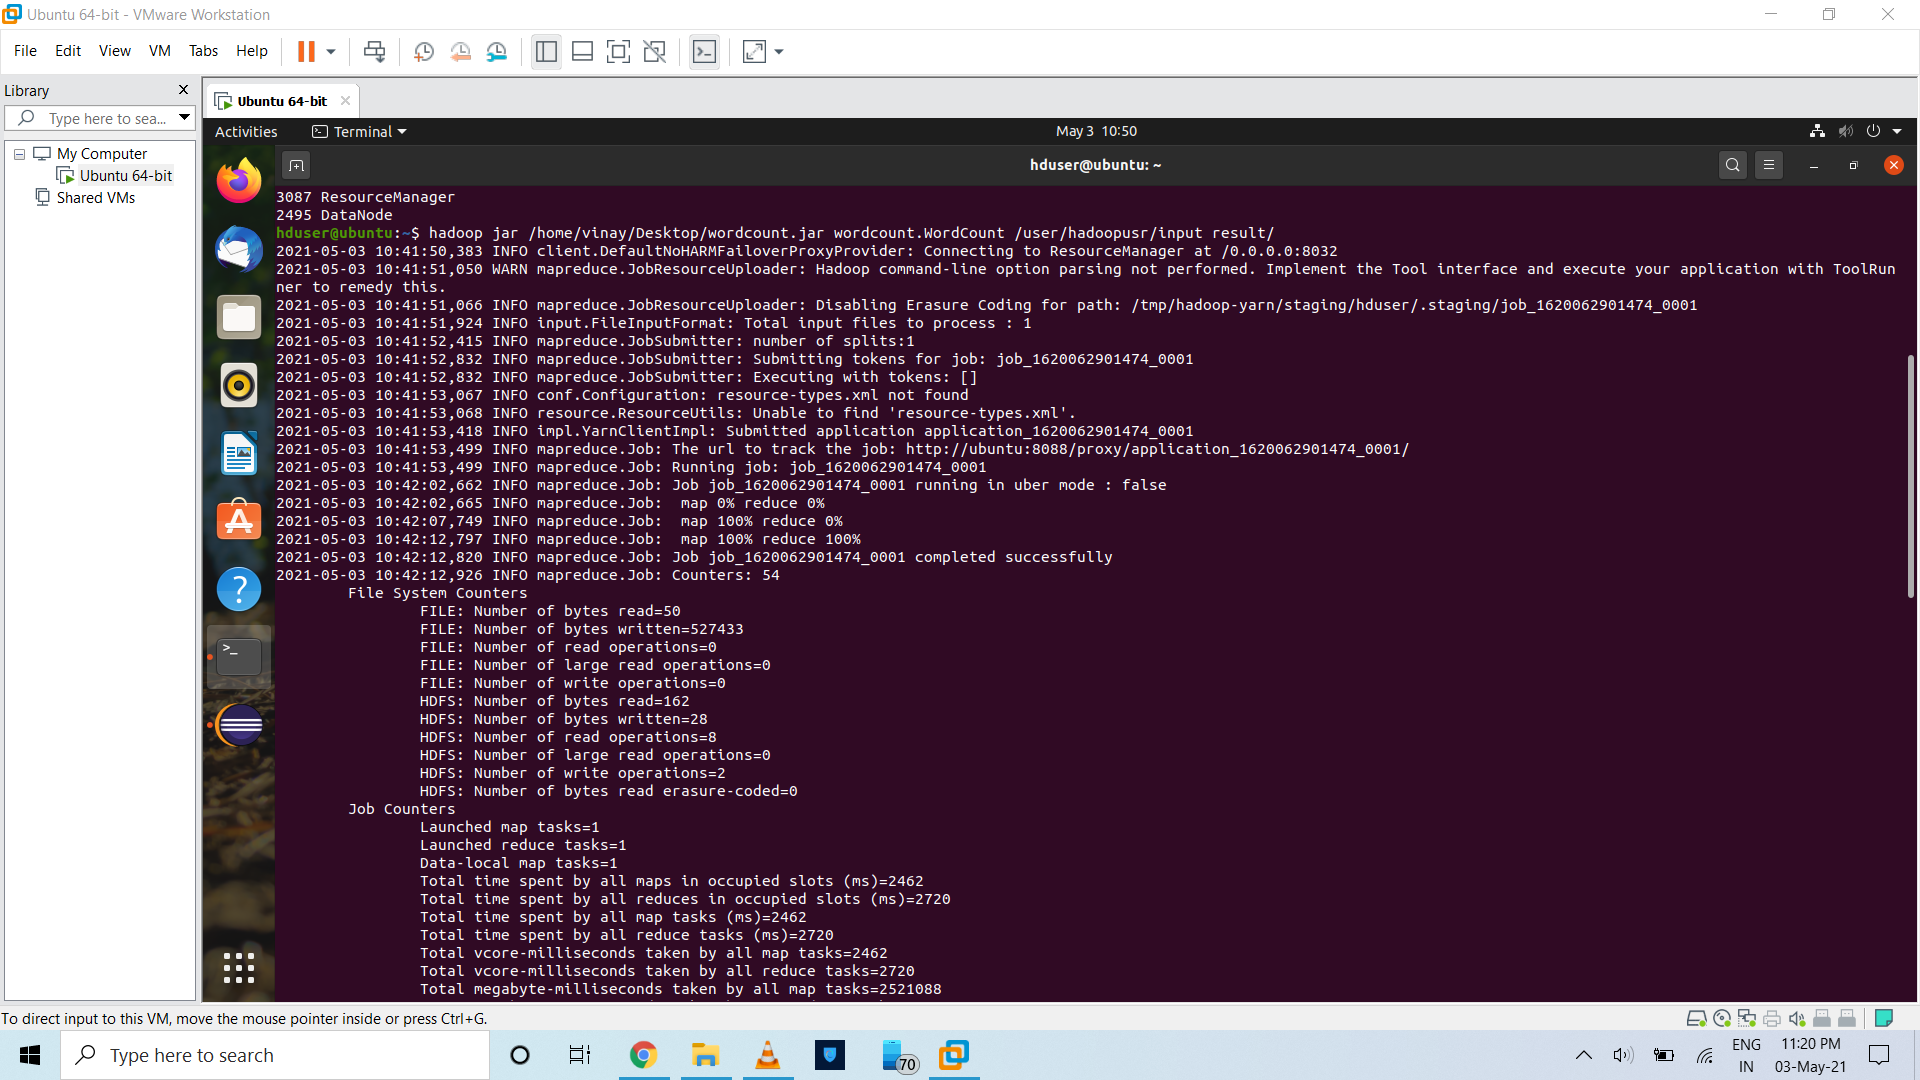 Ubuntu 64-bit - VMware Workstation
File Edit View VM Tabs Help
Library
Type here to sea...
My Computer
Ubuntu 64-bit
Shared VMs
Ubuntu 64-bit
Activities Terminal May 3 10:50
hduser@ubuntu: ~
3087 ResourceManager
2495 DataNode
hduser@ubuntu:~$ hadoop jar /home/vinay/Desktop/wordcount.jar wordcount.WordCount /user/hadoopusr/input result/
2021-05-03 10:41:50,383 INFO client.DefaultNoHARMFailoverProxyProvider: Connecting to ResourceManager at /0.0.0.0:8032
2021-05-03 10:41:51,050 WARN mapreduce.JobResourceUploader: Hadoop command-line option parsing not performed. Implement the Tool interface and execute your application with ToolRun
ner to remedy this.
2021-05-03 10:41:51,066 INFO mapreduce.JobResourceUploader: Disabling Erasure Coding for path: /tmp/hadoop-yarn/staging/hduser/.staging/job_1620062901474_0001
2021-05-03 10:41:51,924 INFO input.FileInputFormat: Total input files to process : 1
2021-05-03 10:41:52,415 INFO mapreduce.JobSubmitter: number of splits:1
2021-05-03 10:41:52,832 INFO mapreduce.JobSubmitter: Submitting tokens for job: job_1620062901474_0001
2021-05-03 10:41:52,832 INFO mapreduce.JobSubmitter: Executing with tokens: []
2021-05-03 10:41:53,067 INFO conf.Configuration: resource-types.xml not found
2021-05-03 10:41:53,068 INFO resource.ResourceUtils: Unable to find 'resource-types.xml'.
2021-05-03 10:41:53,418 INFO impl.YarnClientImpl: Submitted application application_1620062901474_0001
2021-05-03 10:41:53,499 INFO mapreduce.Job: The url to track the job: http://ubuntu:8088/proxy/application_1620062901474_0001/
2021-05-03 10:41:53,499 INFO mapreduce.Job: Running job: job_1620062901474_0001
2021-05-03 10:42:02,662 INFO mapreduce.Job: Job job_1620062901474_0001 running in uber mode : false
2021-05-03 10:42:02,665 INFO mapreduce.Job:  map 0% reduce 0%
2021-05-03 10:42:07,749 INFO mapreduce.Job:  map 100% reduce 0%
2021-05-03 10:42:12,797 INFO mapreduce.Job:  map 100% reduce 100%
2021-05-03 10:42:12,820 INFO mapreduce.Job: Job job_1620062901474_0001 completed successfully
2021-05-03 10:42:12,926 INFO mapreduce.Job: Counters: 54
File System Counters
FILE: Number of bytes read=50
FILE: Number of bytes written=527433
FILE: Number of read operations=0
FILE: Number of large read operations=0
FILE: Number of write operations=0
HDFS: Number of bytes read=162
HDFS: Number of bytes written=28
HDFS: Number of read operations=8
HDFS: Number of large read operations=0
HDFS: Number of write operations=2
HDFS: Number of bytes read erasure-coded=0
Job Counters
Launched map tasks=1
Launched reduce tasks=1
Data-local map tasks=1
Total time spent by all maps in occupied slots (ms)=2462
Total time spent by all reduces in occupied slots (ms)=2720
Total time spent by all map tasks (ms)=2462
Total time spent by all reduce tasks (ms)=2720
Total vcore-milliseconds taken by all map tasks=2462
Total vcore-milliseconds taken by all reduce tasks=2720
Total megabyte-milliseconds taken by all map tasks=2521088
To direct input to this VM, move the mouse pointer inside or press Ctrl+G.
Type here to search
70
ENG
IN
11:20 PM
03-May-21